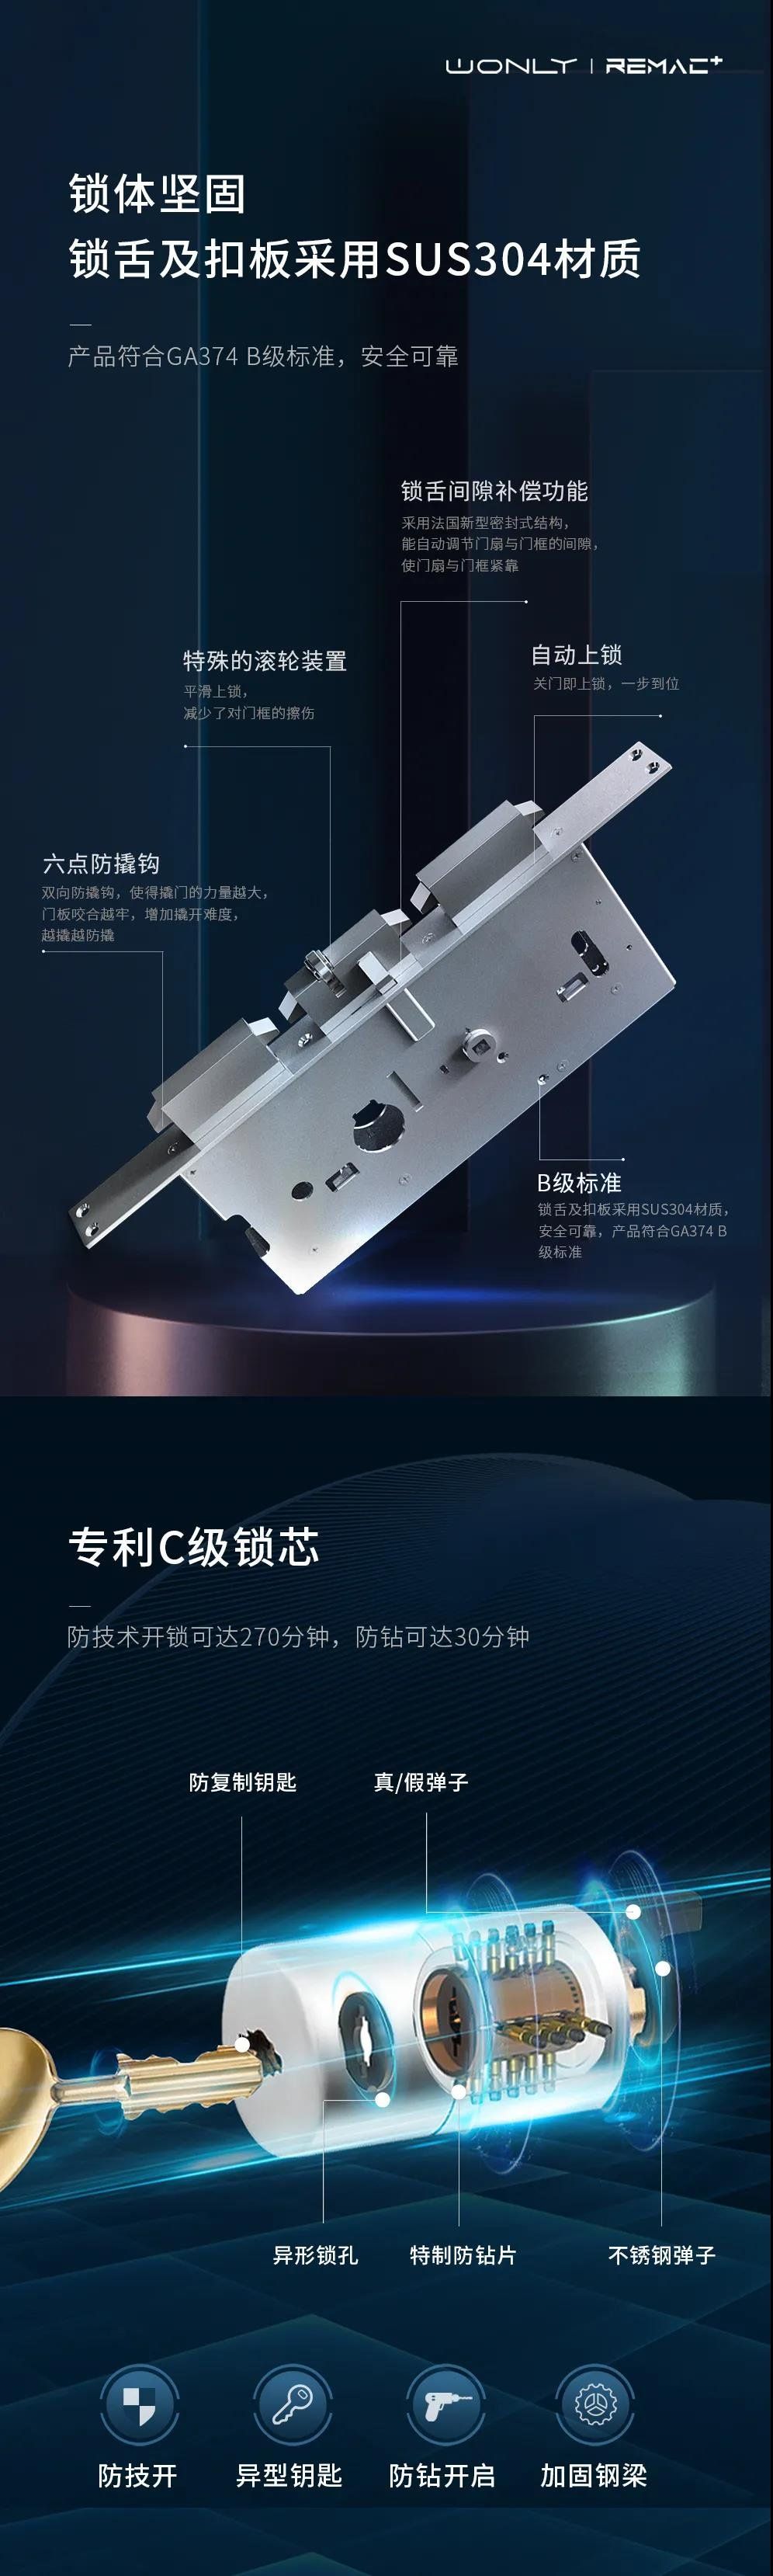 WONLY | REMAC+
锁体坚固
锁舌及扣板采用SUS304材质
产品符合GA374 B级标准，安全可靠
锁舌间隙补偿功能
采用法国新型密封式结构，
能自动调节门扇与门框的间隙，
使门扇与门框紧靠
特殊的滚轮装置
平滑上锁，
减少了对门框的擦伤
自动上锁
关门即上锁，一步到位
六点防撬钩
双向防撬钩，使得撬门的力量越大，
门板咬合越牢，增加撬开难度，
越撬越防撬
B级标准
锁舌及扣板采用SUS304材质，
安全可靠，产品符合GA374 B
级标准
专利C级锁芯
防技术开锁可达270分钟，防钻可达30分钟
防复制钥匙
真/假弹子
异形锁孔
特制防钻片
不锈钢弹子
防技开
异型钥匙
防钻开启
加固钢梁